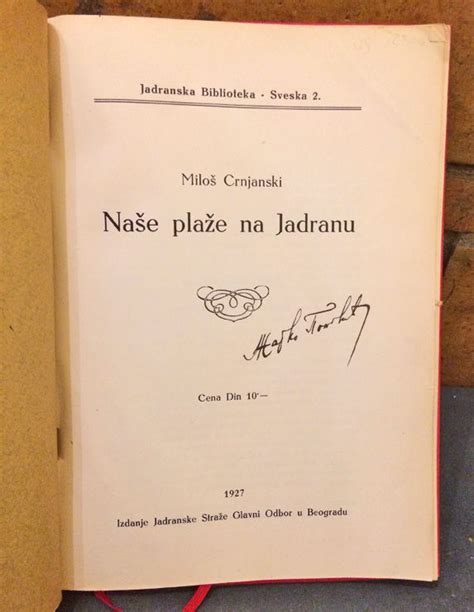 Jadranska Biblioteka - Sveska 2.
Miloš Crnjanski
Naše plaže na Jadranu
Cena Din 10·—
1927
Izdanje Jadranske Straže Glavni Odbor u Beogradu